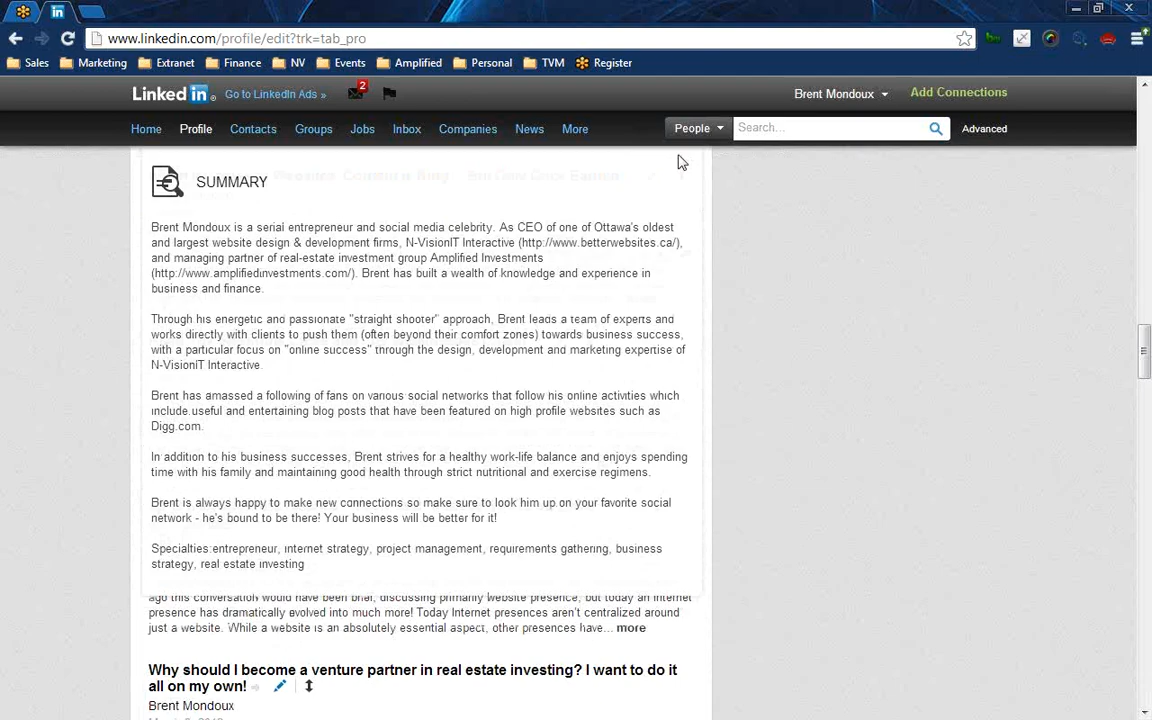 www.linkedin.com/profile/edit?trk=tab_pro
Sales Marketing Extranet Finance NV Events Amplified Personal TVM Register
Linked in Go to LinkedIn Ads » 2 Brent Mondoux Add Connections
Home Profile Contacts Groups Jobs Inbox Companies News More People Search... Advanced
SUMMARY
Brent Mondoux is a serial entrepreneur and social media celebrity. As CEO of one of Ottawa's oldest
and largest website design & development firms, N-VisionIT Interactive (http://www.betterwebsites.ca/),
and managing partner of real-estate investment group Amplified Investments
(http://www.amplifiedinvestments.com/). Brent has built a wealth of knowledge and experience in
business and finance.
Through his energetic and passionate "straight shooter" approach, Brent leads a team of experts and
works directly with clients to push them (often beyond their comfort zones) towards business success,
with a particular focus on "online success" through the design, development and marketing expertise of
N-VisionIT Interactive.
Brent has amassed a following of fans on various social networks that follow his online activities which
include useful and entertaining blog posts that have been featured on high profile websites such as
Digg.com.
In addition to his business successes, Brent strives for a healthy work-life balance and enjoys spending
time with his family and maintaining good health through strict nutritional and exercise regimens.
Brent is always happy to make new connections so make sure to look him up on your favorite social
network - he's bound to be there! Your business will be better for it!
Specialties:entrepreneur, internet strategy, project management, requirements gathering, business
strategy, real estate investing
ago this conversation would have been brief, discussing primarily website presence, but today an internet
presence has dramatically evolved into much more! Today Internet presences aren't centralized around
just a website. While a website is an absolutely essential aspect, other presences have... more
Why should I become a venture partner in real estate investing? I want to do it
all on my own!
Brent Mondoux